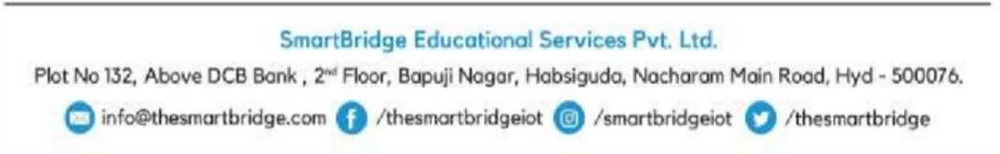 SmartBridge Educational Services Pvt. Ltd.
Plot No 132, Above DCB Bank , 2nd Floor, Bapuji Nagar, Habsiguda, Nacharam Main Road, Hyd - 500076.
info@thesmartbridge.com /thesmartbridgeiot /smartbridgeiot /thesmartbridge